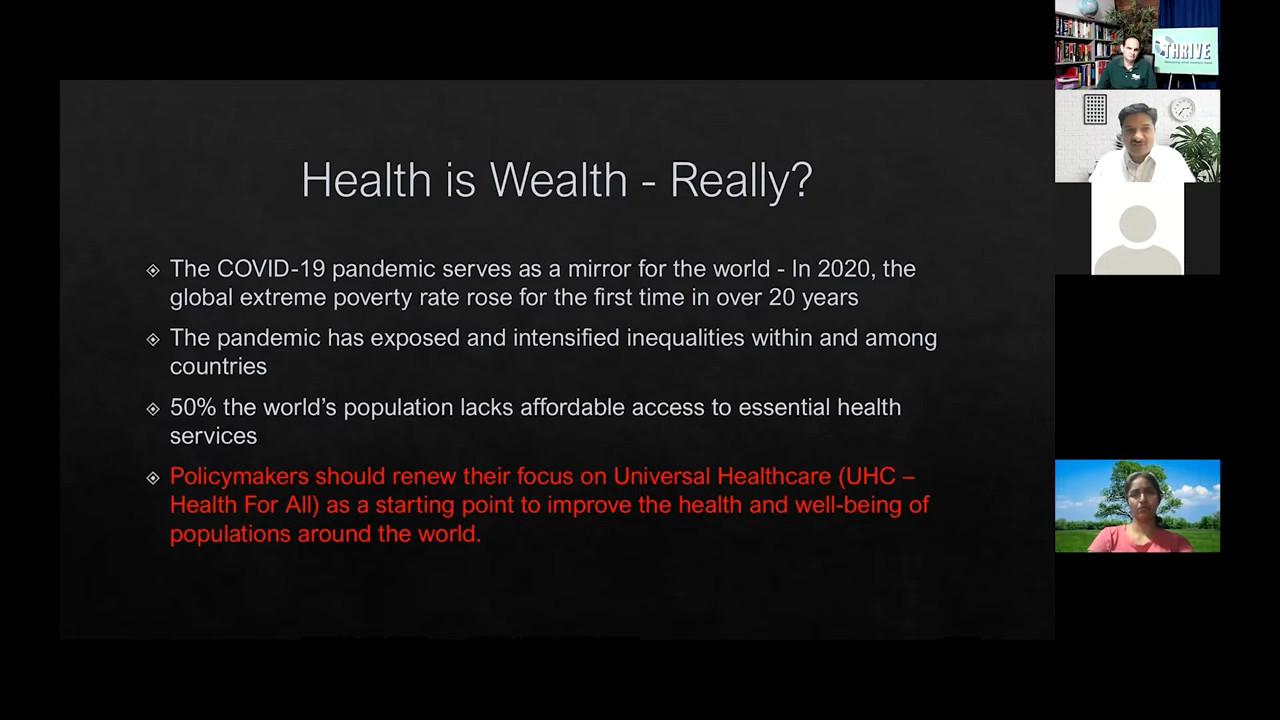 Health is Wealth - Really?
The COVID-19 pandemic serves as a mirror for the world - In 2020, the
global extreme poverty rate rose for the first time in over 20 years
The pandemic has exposed and intensified inequalities within and among
countries
50% the world's population lacks affordable access to essential health
services
Policymakers should renew their focus on Universal Healthcare (UHC –
Health For All) as a starting point to improve the health and well-being of
populations around the world.
THRIVE